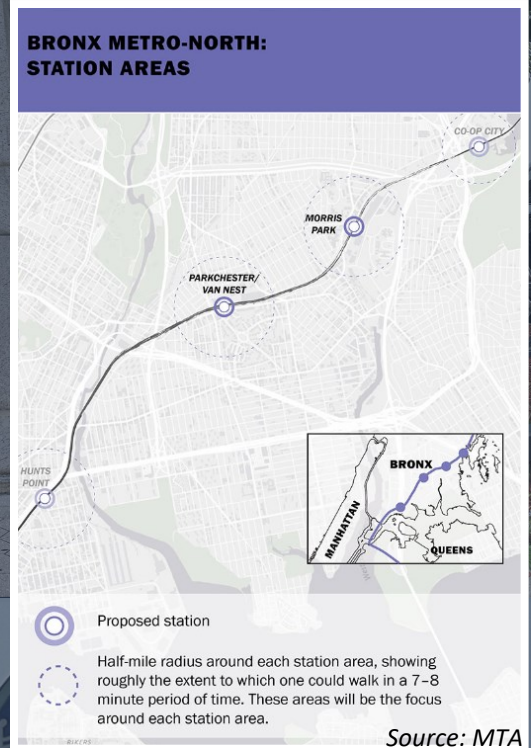 BRONX METRO-NORTH:
STATION AREAS
CO-OP CITY
MORRIS
PARK
PARKCHESTER/
VAN NEST
HUNTS
POINT
BRONX
MANHATTAN
QUEENS
Proposed station
Half-mile radius around each station area, showing
roughly the extent to which one could walk in a 7–8
minute period of time. These areas will be the focus
around each station area.
RIKERS
Source: MTA